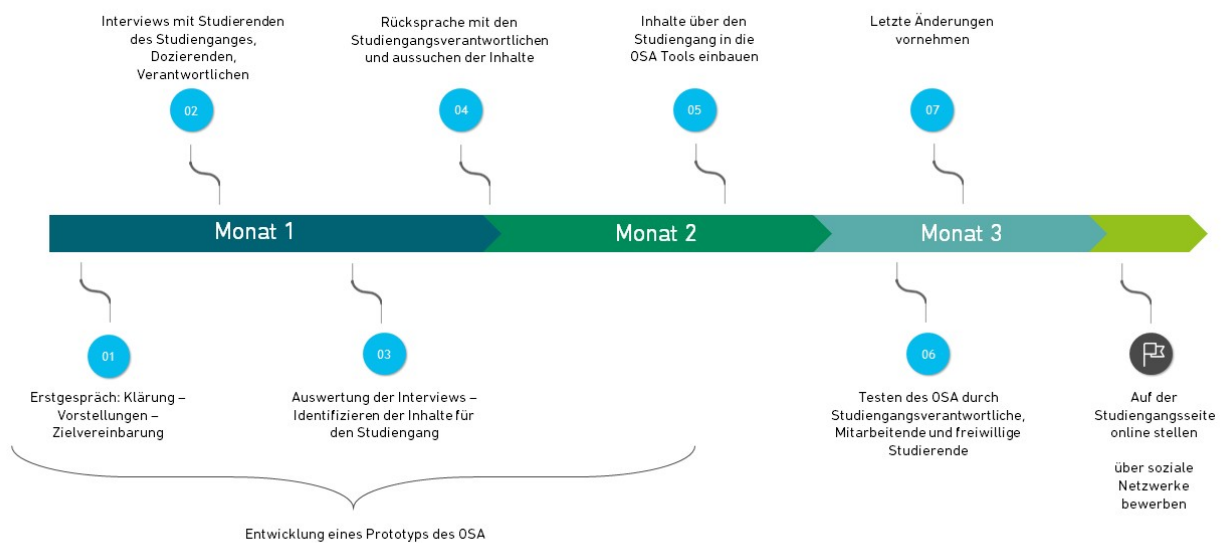 Interviews mit Studierenden
des Studienganges,
Dozierenden,
Verantwortlichen
02
Rücksprache mit den
Studiengangsverantwortlichen
und aussuchen der Inhalte
04
Inhalte über den
Studiengang in die
OSA Tools einbauen
05
Letzte Änderungen
vornehmen
07
Monat 1
Monat 2
Monat 3
01
Erstgespräch: Klärung –
Vorstellungen –
Zielvereinbarung
03
Auswertung der Interviews –
Identifizieren der Inhalte für
den Studiengang
06
Testen des OSA durch
Studiengangsverantwortliche,
Mitarbeitende und freiwillige
Studierende
Auf der
Studiengangsseite
online stellen
über soziale
Netzwerke
bewerben
Entwicklung eines Prototyps des OSA